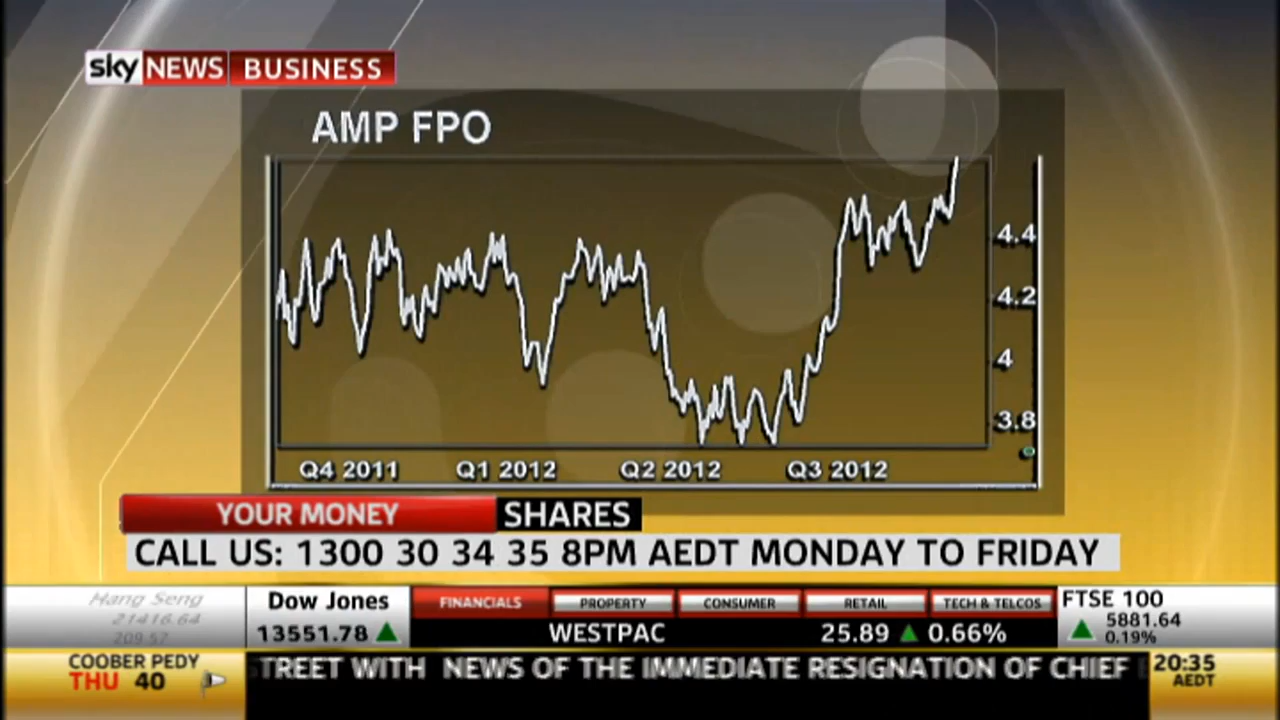 sky NEWS BUSINESS
AMP FPO
4.4
4.2
4
3.8
Q4 2011 Q1 2012 Q2 2012 Q3 2012
YOUR MONEY SHARES
CALL US: 1300 30 34 35 8PM AEDT MONDAY TO FRIDAY
Hang Seng
21416.64
209.57
Dow Jones
13551.78
FINANCIALS PROPERTY CONSUMER RETAIL TECH & TELCOS
WESTPAC 25.89 0.66%
FTSE 100
5881.64
0.19%
COOBER PEDY
THU 40
STREET WITH NEWS OF THE IMMEDIATE RESIGNATION OF CHIEF
20:35
AEDT